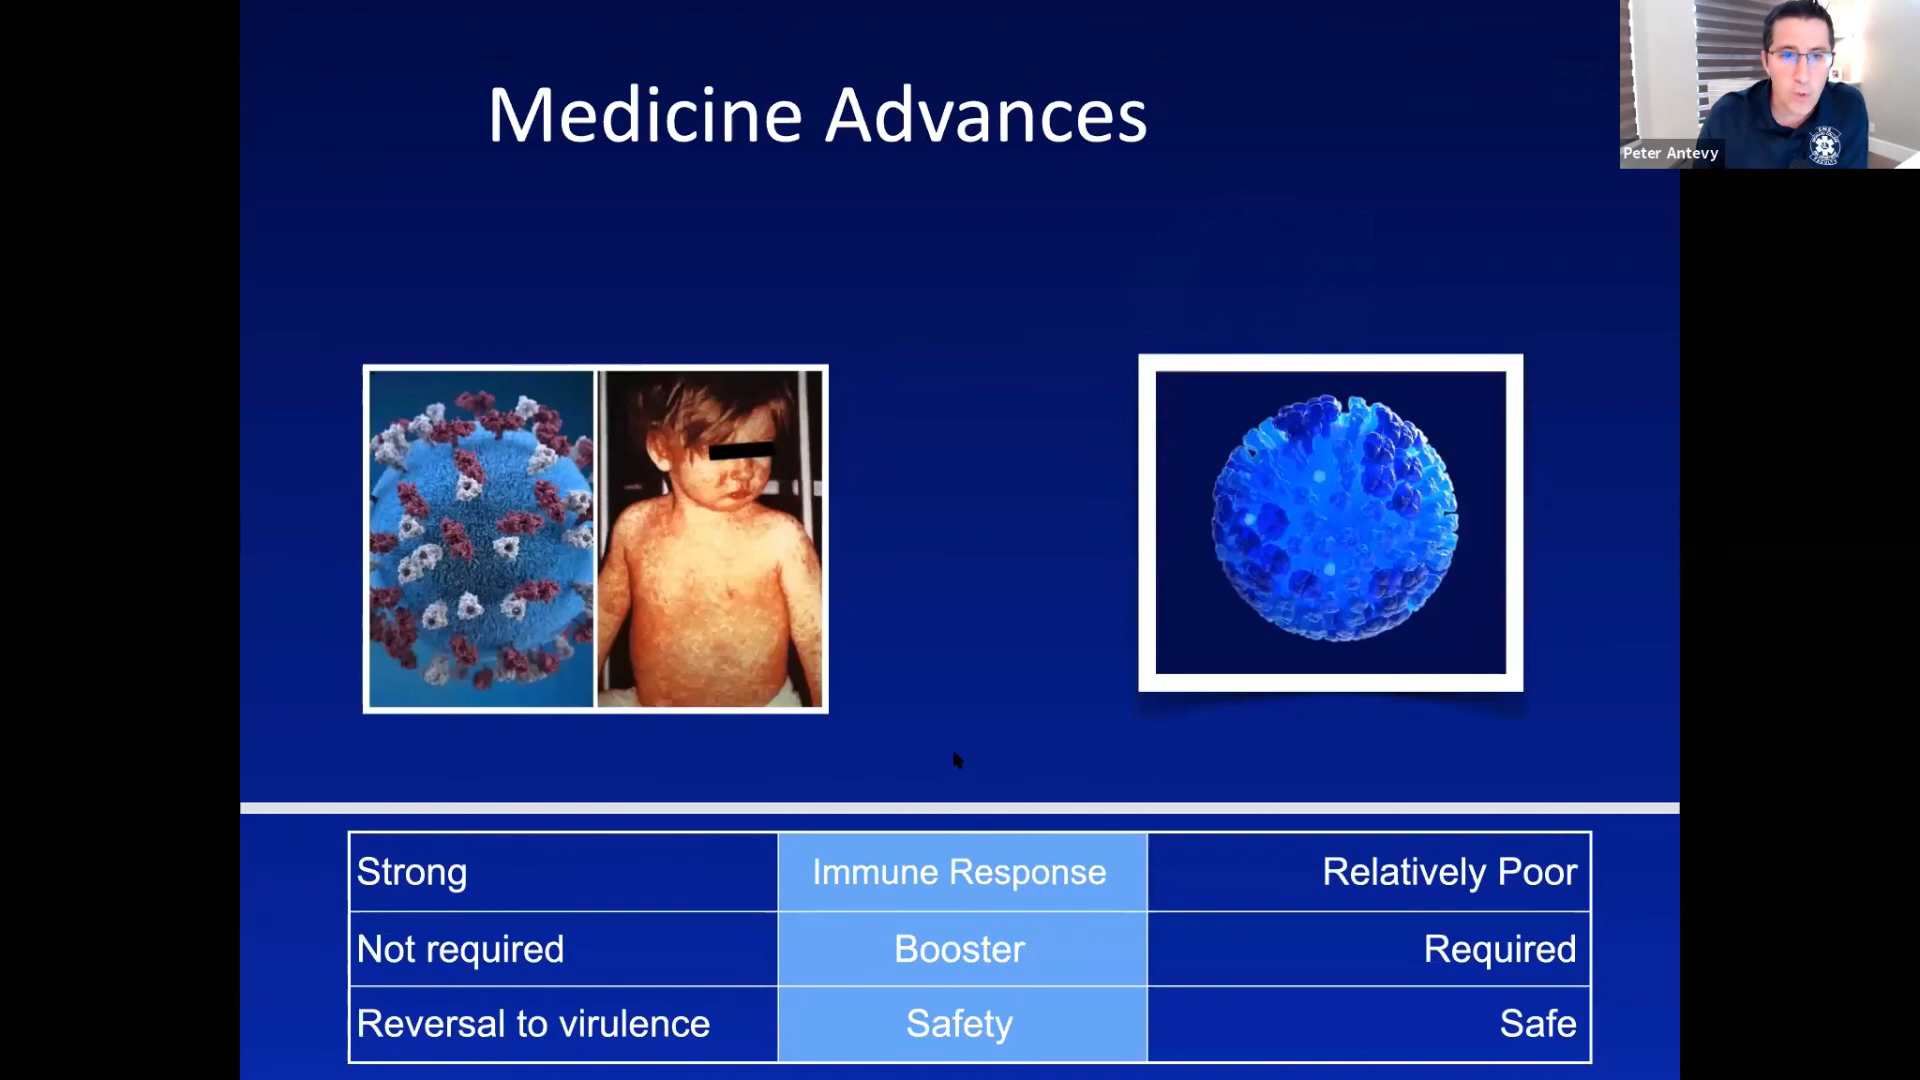 Medicine Advances
Peter Antevy
Strong Immune Response Relatively Poor
Not required Booster Required
Reversal to virulence Safety Safe